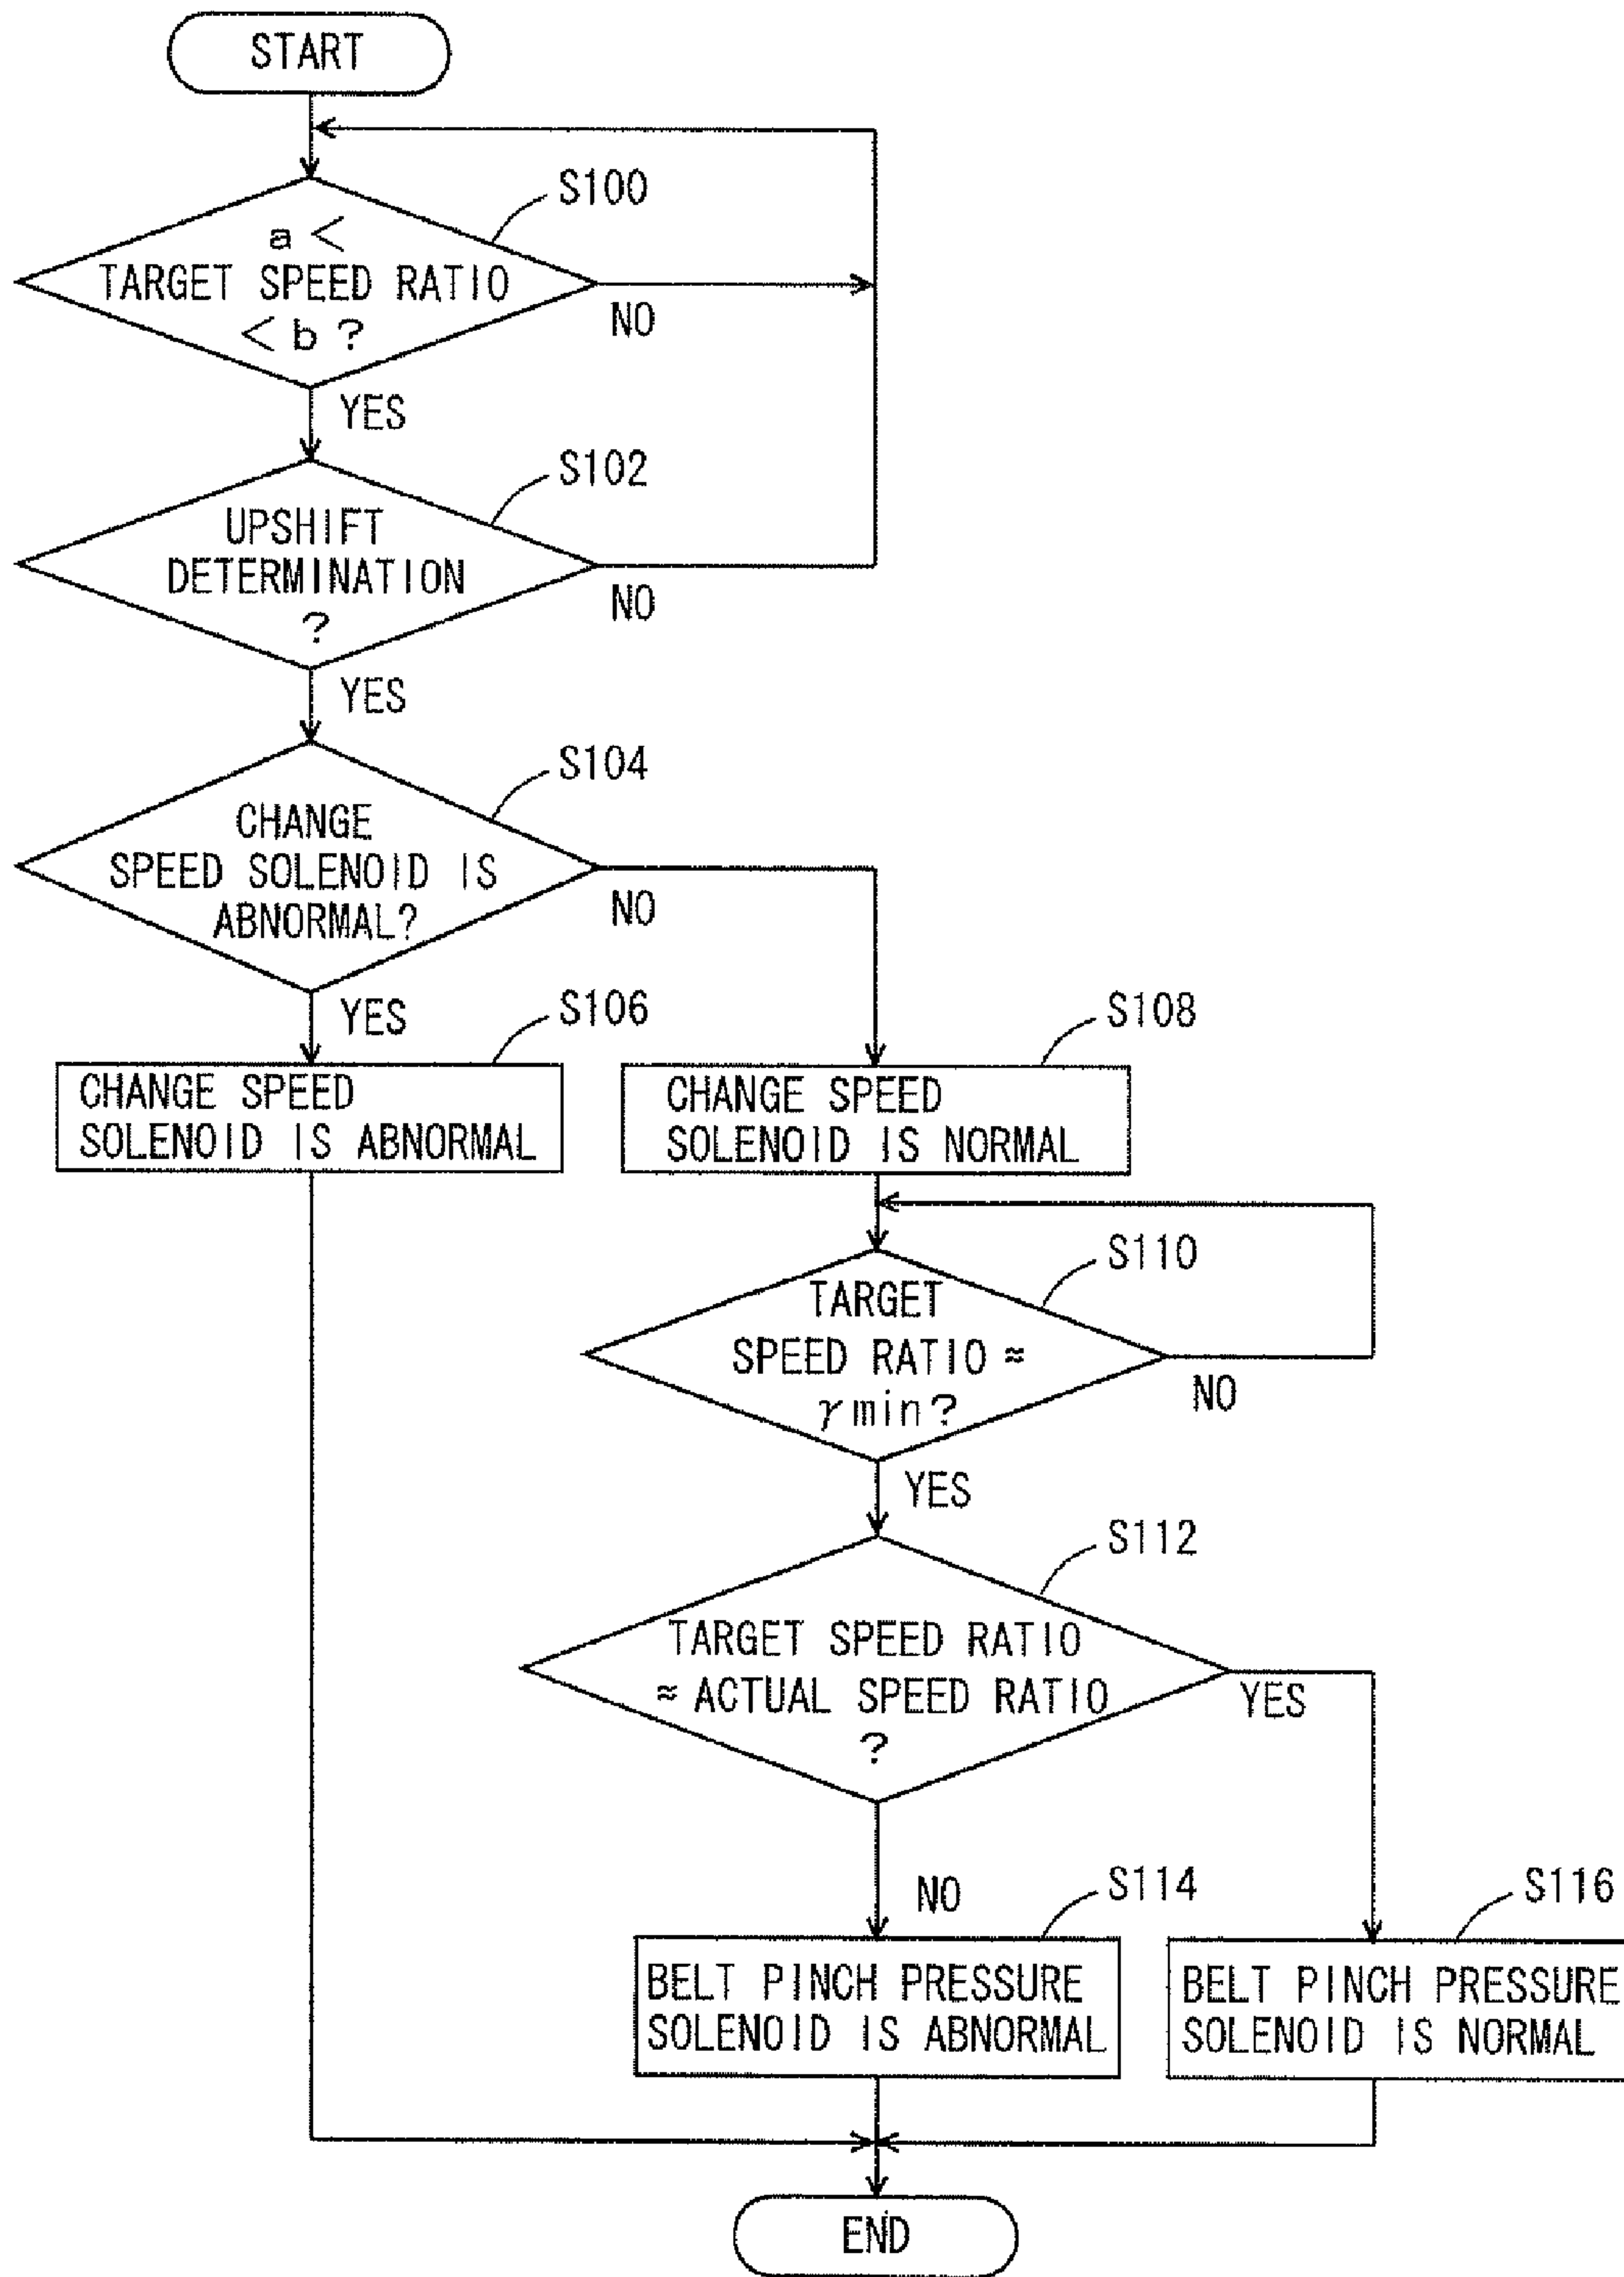 START
S100
a <
TARGET SPEED RATIO
< b ?
NO
YES
S102
UPSHIFT
DETERMINATION
?
NO
YES
S104
CHANGE
SPEED SOLENOID IS
ABNORMAL?
NO
YES
S106
CHANGE SPEED
SOLENOID IS ABNORMAL
S108
CHANGE SPEED
SOLENOID IS NORMAL
S110
TARGET
SPEED RATIO ≈
γmin?
NO
YES
S112
TARGET SPEED RATIO
≈ ACTUAL SPEED RATIO
?
YES
NO
S114
BELT PINCH PRESSURE
SOLENOID IS ABNORMAL
S116
BELT PINCH PRESSURE
SOLENOID IS NORMAL
END